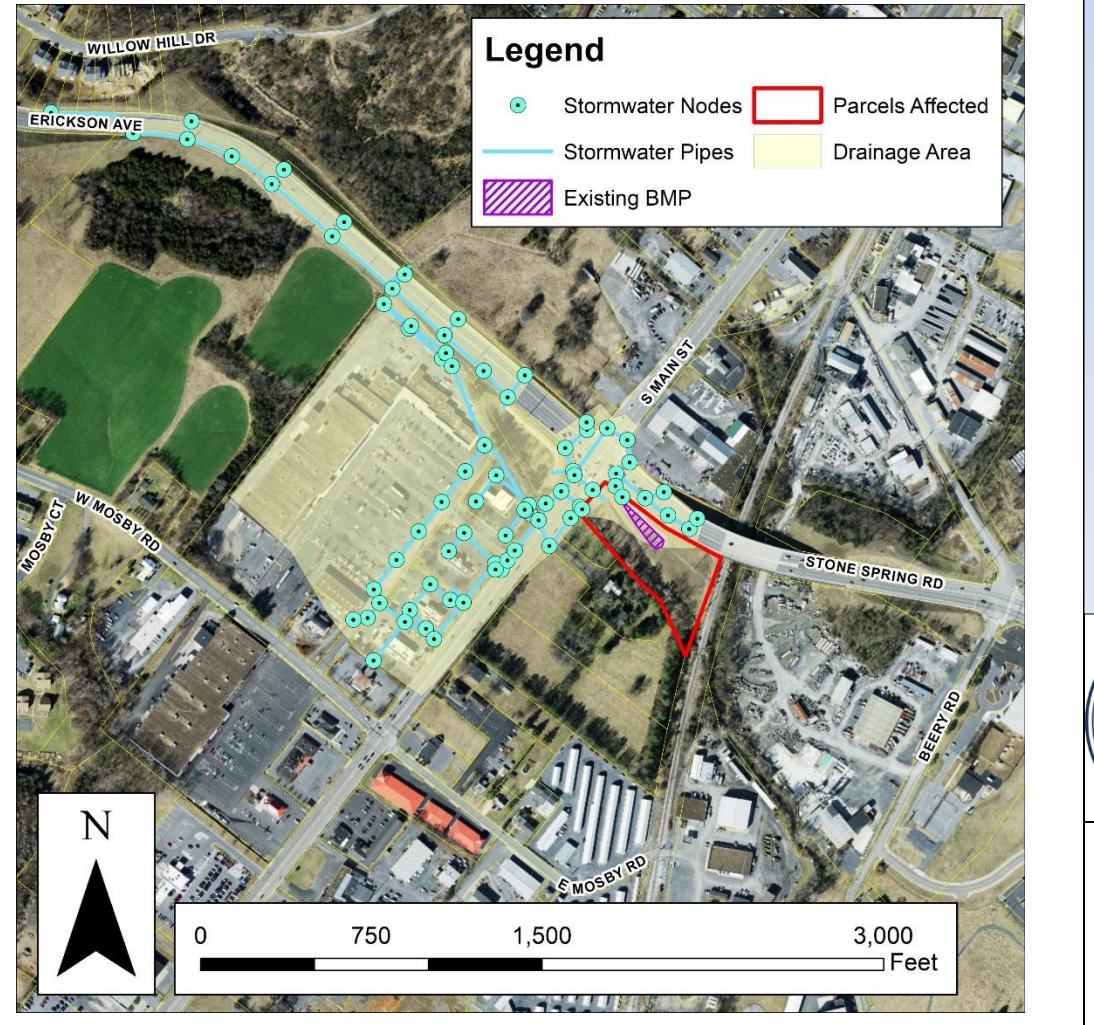 WILLOW HILL DR
Legend
Stormwater Nodes
Parcels Affected
Stormwater Pipes
Drainage Area
Existing BMP
ERICKSON AVE
S MAIN ST
MOSBY CT
W MOSBY RD
STONE SPRING RD
BEERY RD
E MOSBY RD
N
0 750 1,500 3,000
Feet